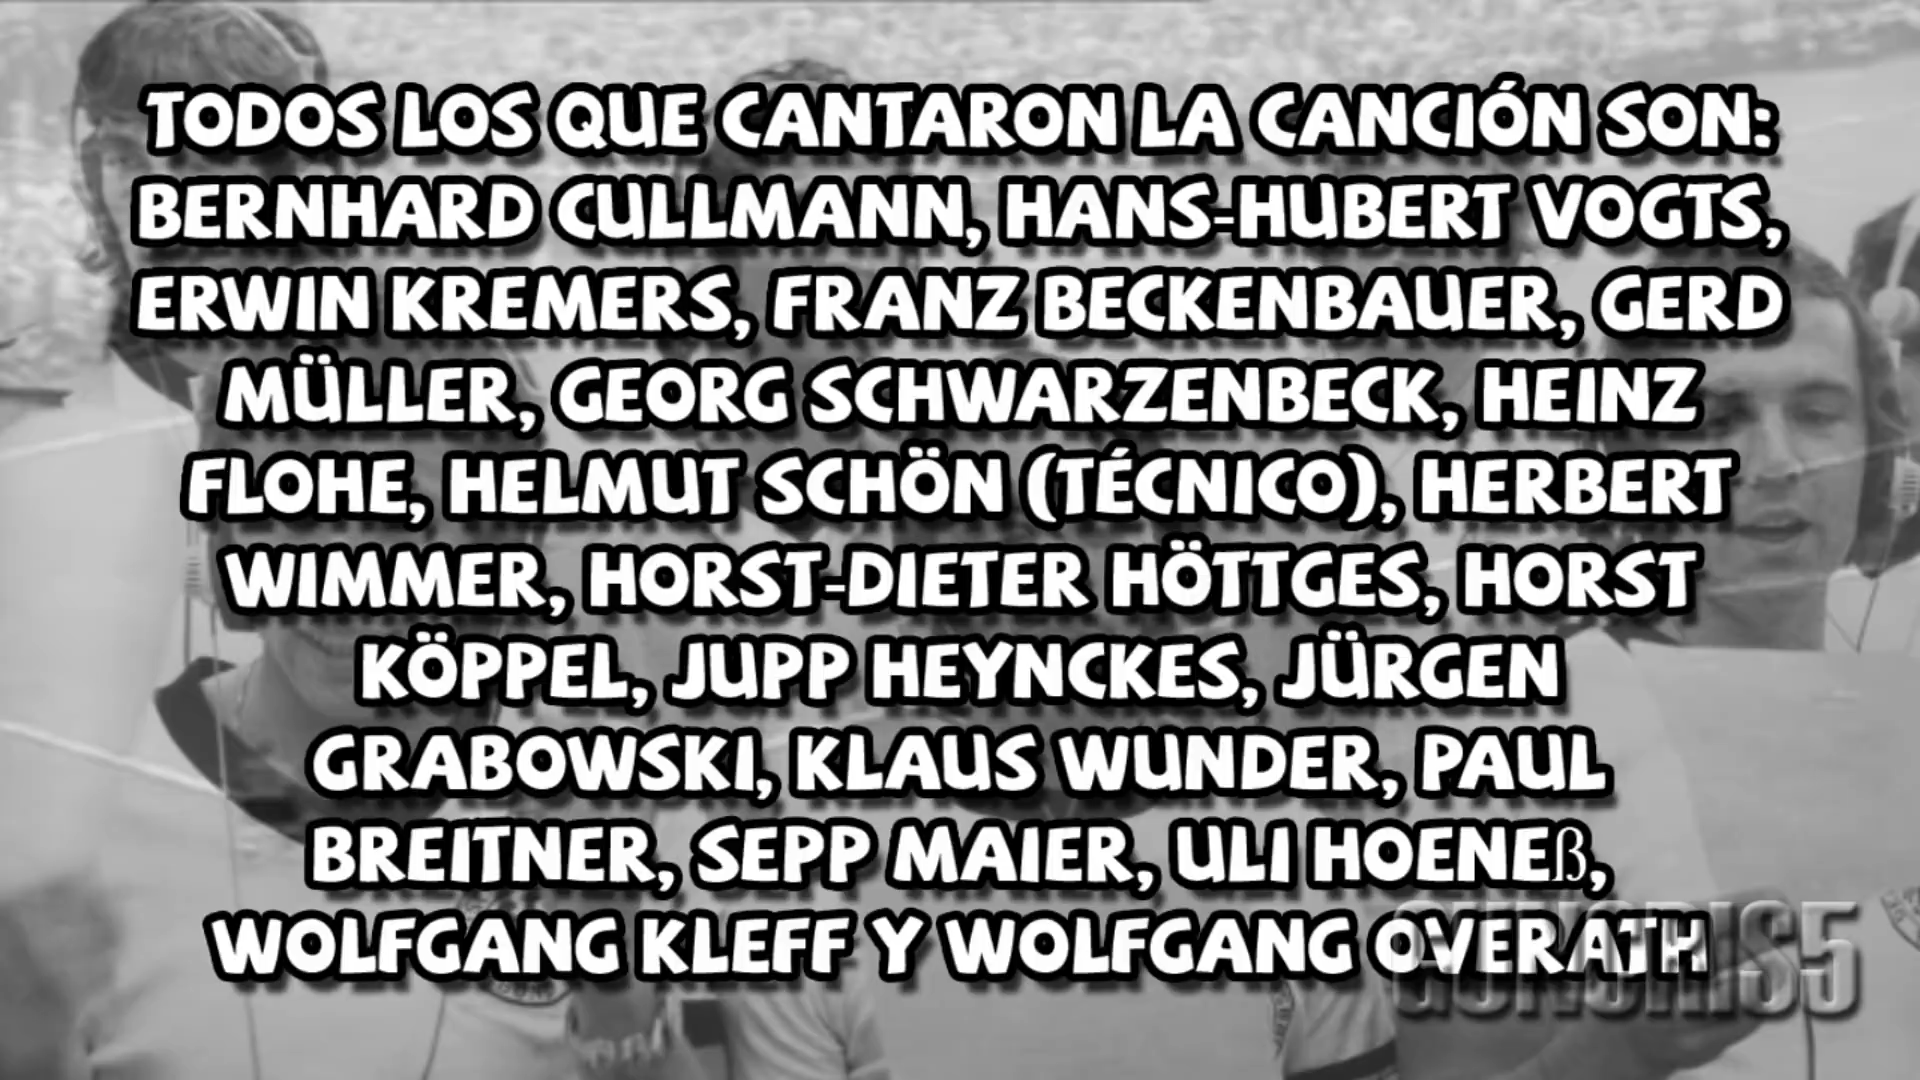 TODOS LOS QUE CANTARON LA CANCIÓN SON:
BERNHARD CULLMANN, HANS-HUBERT VOGTS,
ERWIN KREMERS, FRANZ BECKENBAUER, GERD
MÜLLER, GEORG SCHWARZENBECK, HEINZ
FLOHE, HELMUT SCHÖN (TÉCNICO), HERBERT
WIMMER, HORST-DIETER HÖTTGES, HORST
KÖPPEL, JUPP HEYNCKES, JÜRGEN
GRABOWSKI, KLAUS WUNDER, PAUL
BREITNER, SEPP MAIER, ULI HOENEß,
WOLFGANG KLEFF Y WOLFGANG OVERATH